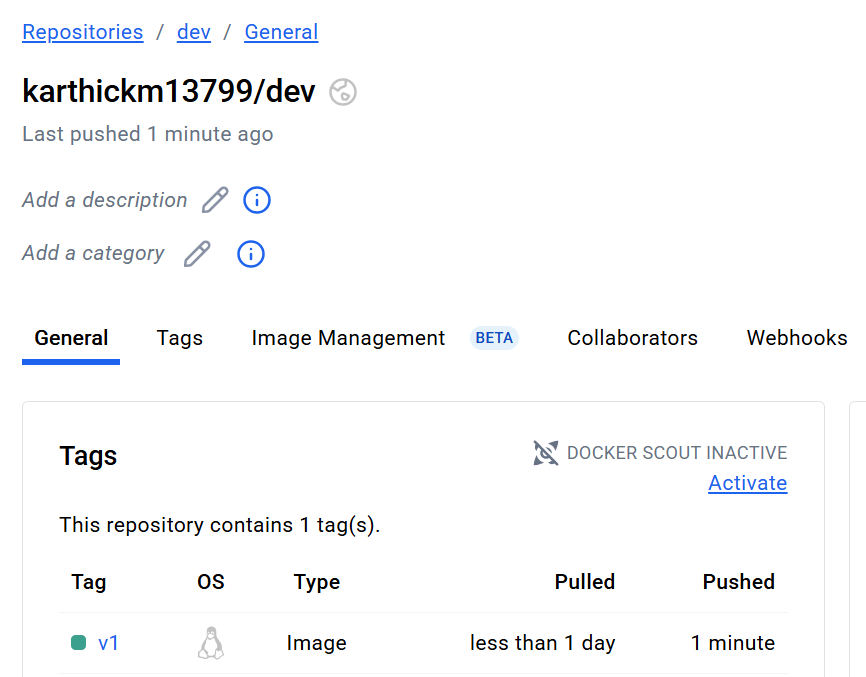 Repositories / dev / General
karthickm13799/dev
Last pushed 1 minute ago
Add a description
Add a category
General Tags Image Management BETA Collaborators Webhooks
Tags
DOCKER SCOUT INACTIVE
Activate
This repository contains 1 tag(s).
Tag OS Type Pulled Pushed
v1 Image less than 1 day 1 minute